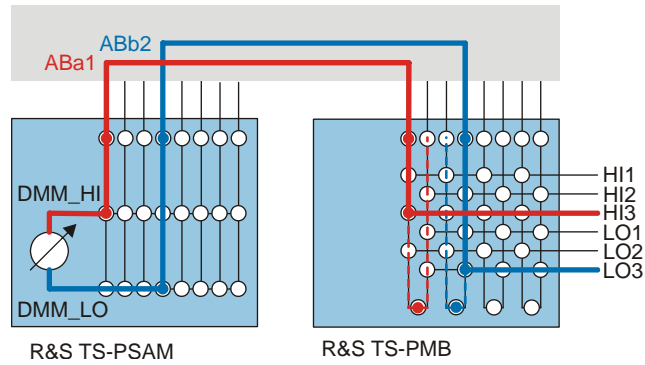 ABb2
ABa1
DMM_HI
DMM_LO
HI1
HI2
HI3
LO1
LO2
LO3
R&S TS-PSAM
R&S TS-PMB